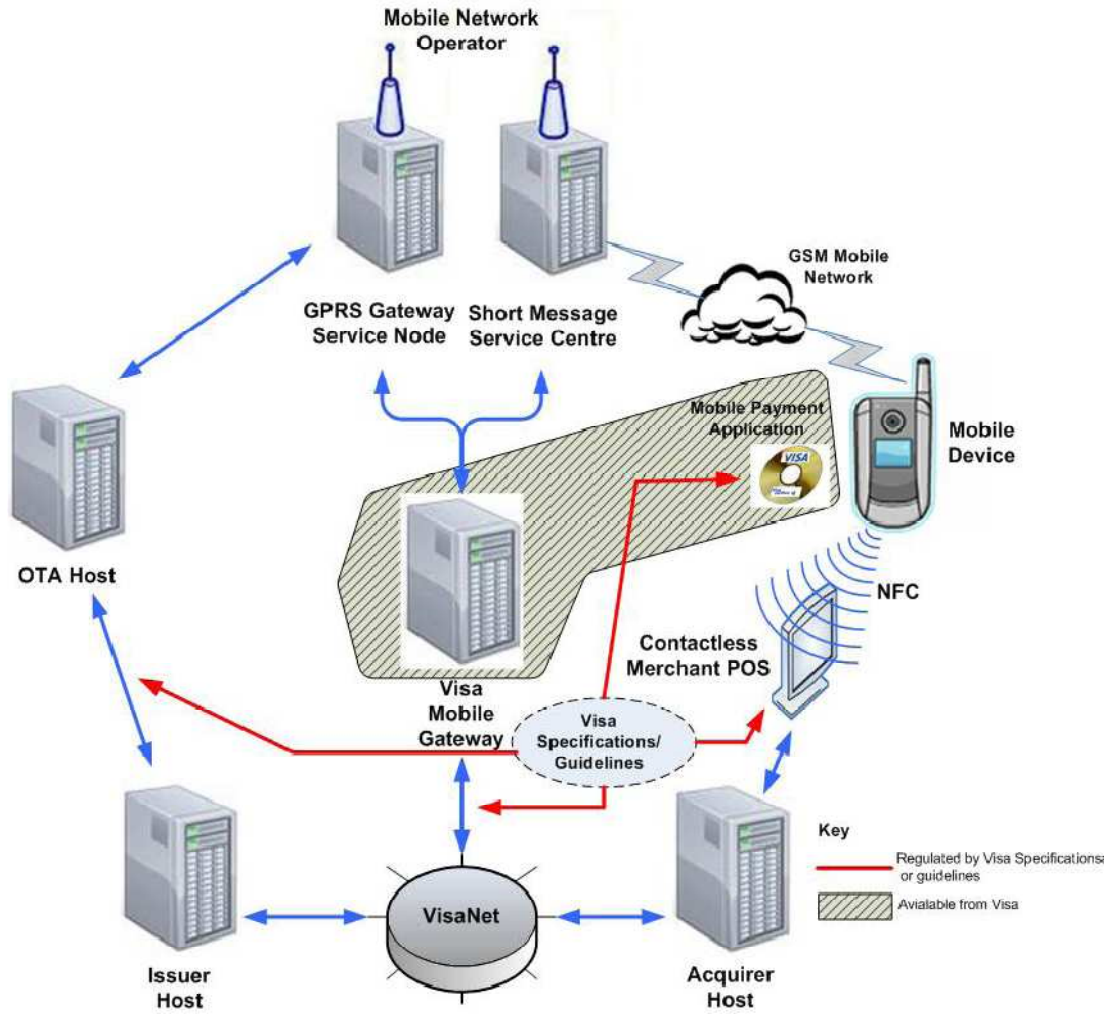 Mobile Network
Operator
GSM Mobile
Network
GPRS Gateway
Service Node
Short Message
Service Centre
Mobile Payment
Application
VISA
Mobile
Device
OTA Host
NFC
Contactless
Merchant POS
Visa
Mobile
Gateway
Visa
Specifications/
Guidelines
Key
Regulated by Visa Specifications
or guidelines
Avialable from Visa
VisaNet
Issuer
Host
Acquirer
Host